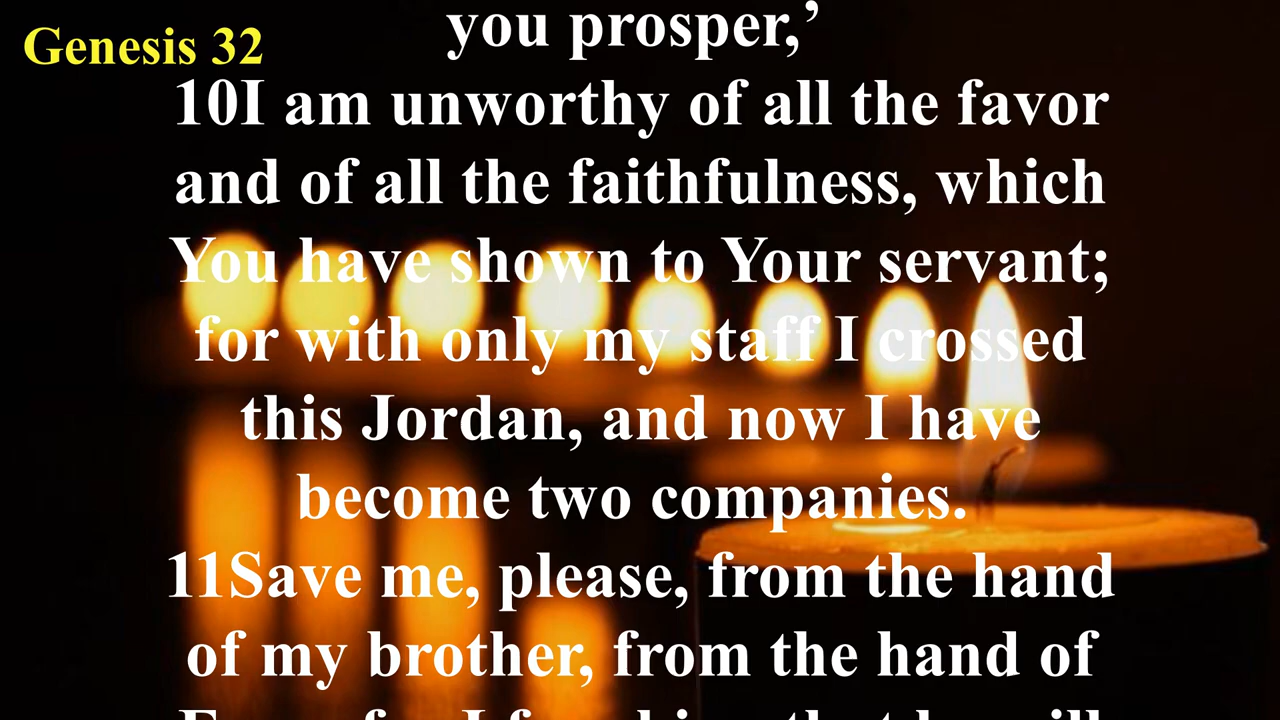 Genesis 32
you prosper,’
10I am unworthy of all the favor
and of all the faithfulness, which
You have shown to Your servant;
for with only my staff I crossed
this Jordan, and now I have
become two companies.
11Save me, please, from the hand
of my brother, from the hand of